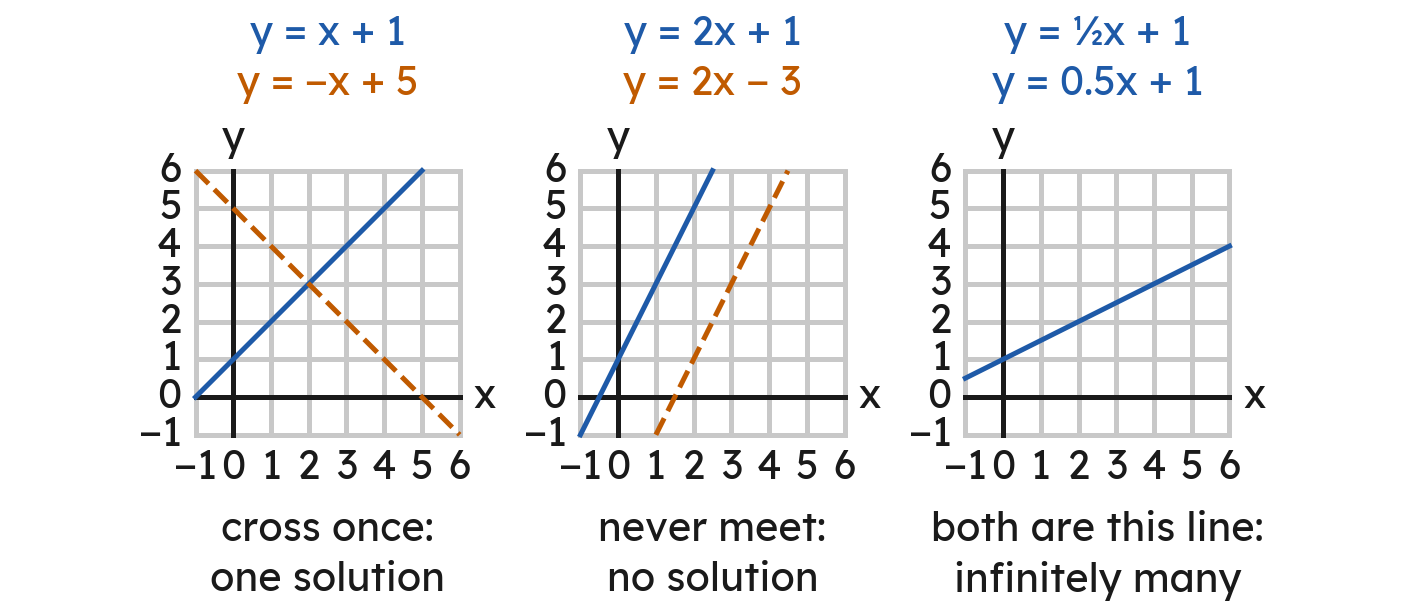 y = x + 1
y = −x + 5
y
6
5
4
3
2
1
0
−1
x
−1 0 1 2 3 4 5 6
cross once:
one solution
y = 2x + 1
y = 2x − 3
y
6
5
4
3
2
1
0
−1
x
−1 0 1 2 3 4 5 6
never meet:
no solution
y = ½x + 1
y = 0.5x + 1
y
6
5
4
3
2
1
0
−1
x
−1 0 1 2 3 4 5 6
both are this line:
infinitely many